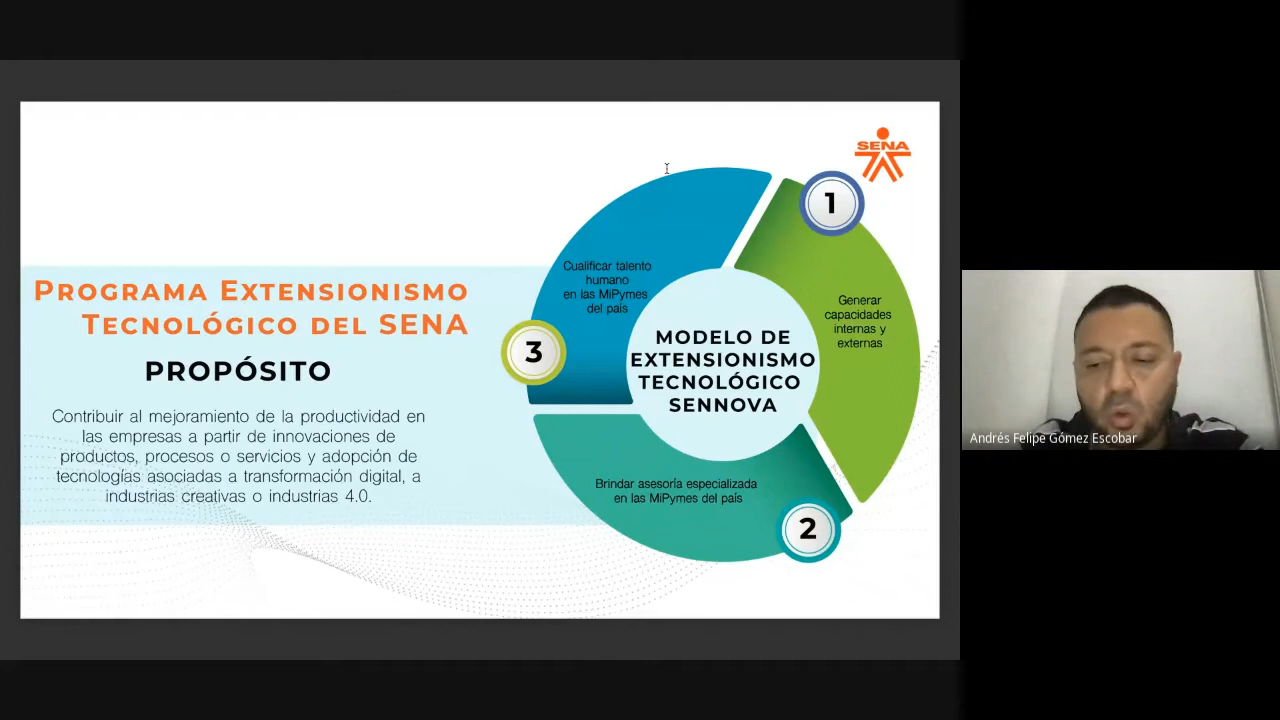 PROGRAMA EXTENSIONISMO
TECNOLÓGICO DEL SENA
PROPÓSITO
Contribuir al mejoramiento de la productividad en
las empresas a partir de innovaciones de
productos, procesos o servicios y adopción de
tecnologías asociadas a transformación digital, a
industrias creativas o industrias 4.0.
SENA
1
Generar
capacidades
internas y
externas
2
Brindar asesoría especializada
en las MiPymes del país
3
Cualificar talento
humano
en las MiPymes
del país
MODELO DE
EXTENSIONISMO
TECNOLÓGICO
SENNOVA
Andrés Felipe Gómez Escobar